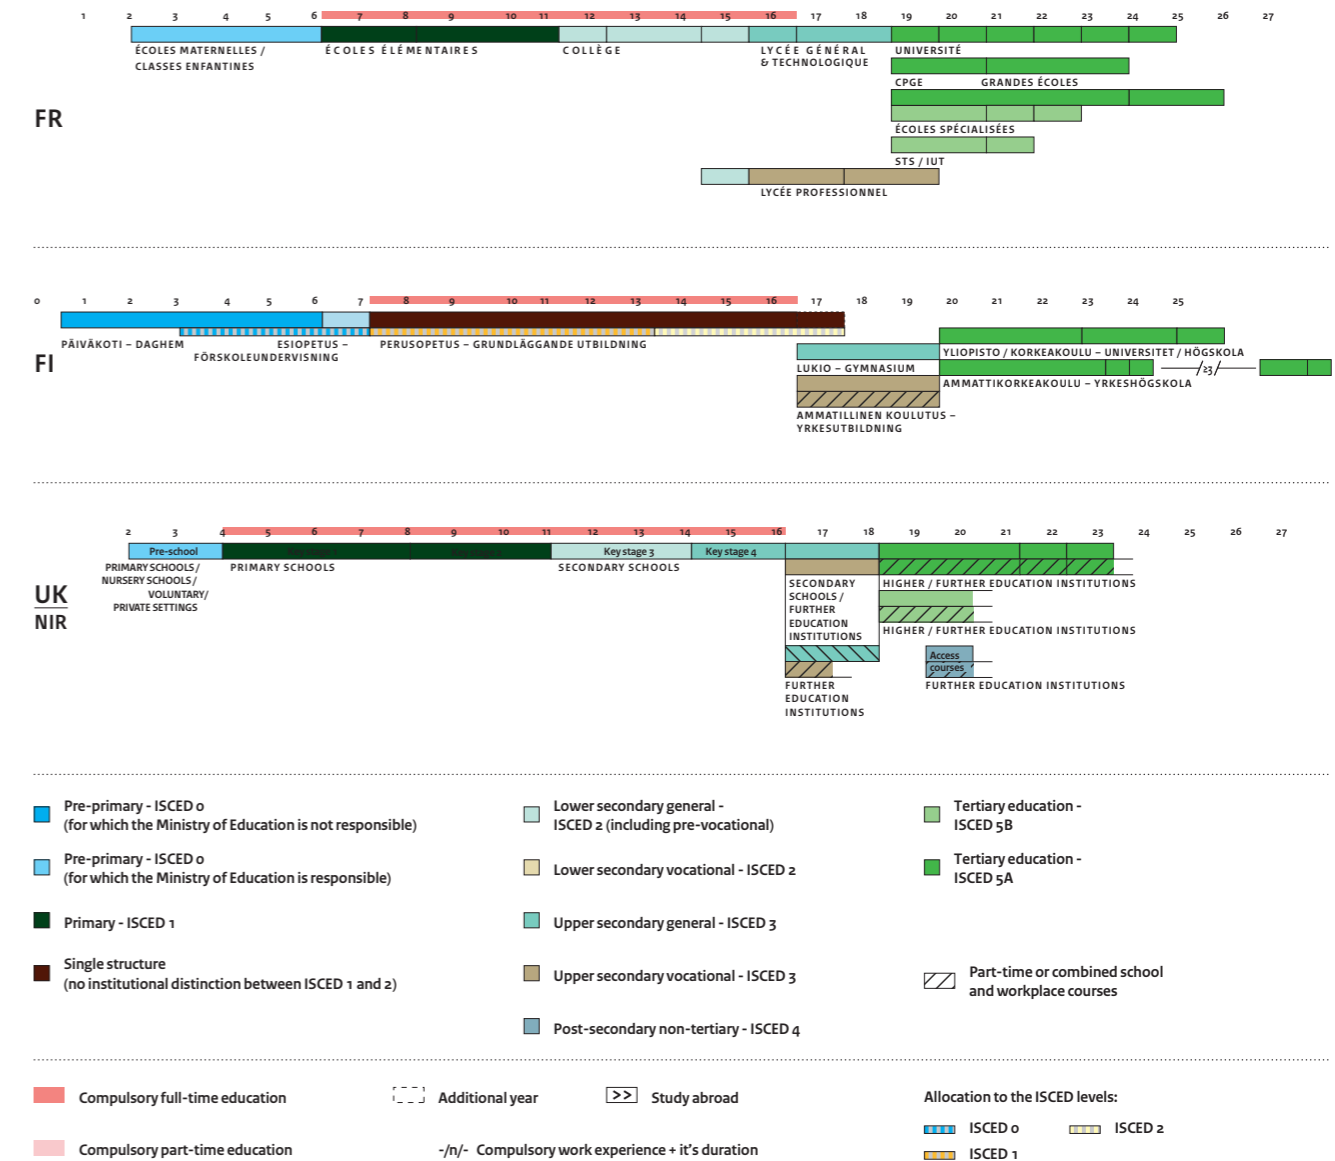 1 2 3 4 5 6 7 8 9 10 11 12 13 14 15 16 17 18 19 20 21 22 23 24 25 26 27
ÉCOLES MATERNELLES /
CLASSES ENFANTINES
ÉCOLES ÉLÉMENTAIRES
COLLÈGE
LYCÉE GÉNÉRAL
& TECHNOLOGIQUE
UNIVERSITÉ
CPGE GRANDES ÉCOLES
FR
ÉCOLES SPÉCIALISÉES
STS / IUT
LYCÉE PROFESSIONNEL
0 1 2 3 4 5 6 7 8 9 10 11 12 13 14 15 16 17 18 19 20 21 22 23 24 25
PÄIVÄKOTI – DAGHEM
ESIOPETUS –
FÖRSKOLEUNDERVISNING
PERUSOPETUS – GRUNDLÄGGANDE UTBILDNING
YLIOPISTO / KORKEAKOULU – UNIVERSITET / HÖGSKOLA
FI
LUKIO – GYMNASIUM
/23/
AMMATTIKORKEAKOULU – YRKESHÖGSKOLA
AMMATILLINEN KOULUTUS –
YRKESUTBILDNING
2 3 4 5 6 7 8 9 10 11 12 13 14 15 16 17 18 19 20 21 22 23 24 25 26 27
Pre-school Key stage 1 Key stage 2 Key stage 3 Key stage 4
PRIMARY SCHOOLS /
NURSERY SCHOOLS /
VOLUNTARY/
PRIVATE SETTINGS
PRIMARY SCHOOLS
SECONDARY SCHOOLS
UK
NIR
SECONDARY
SCHOOLS /
FURTHER
EDUCATION
INSTITUTIONS
HIGHER / FURTHER EDUCATION INSTITUTIONS
HIGHER / FURTHER EDUCATION INSTITUTIONS
Access
courses
FURTHER EDUCATION INSTITUTIONS
FURTHER
EDUCATION
INSTITUTIONS
Pre-primary - ISCED 0
(for which the Ministry of Education is not responsible)
Pre-primary - ISCED 0
(for which the Ministry of Education is responsible)
Primary - ISCED 1
Single structure
(no institutional distinction between ISCED 1 and 2)
Lower secondary general -
ISCED 2 (including pre-vocational)
Lower secondary vocational - ISCED 2
Upper secondary general - ISCED 3
Upper secondary vocational - ISCED 3
Post-secondary non-tertiary - ISCED 4
Tertiary education -
ISCED 5B
Tertiary education -
ISCED 5A
Part-time or combined school
and workplace courses
Compulsory full-time education
Additional year
>> Study abroad
Allocation to the ISCED levels:
ISCED 0 ISCED 2
Compulsory part-time education
-/n/- Compulsory work experience + it's duration
ISCED 1